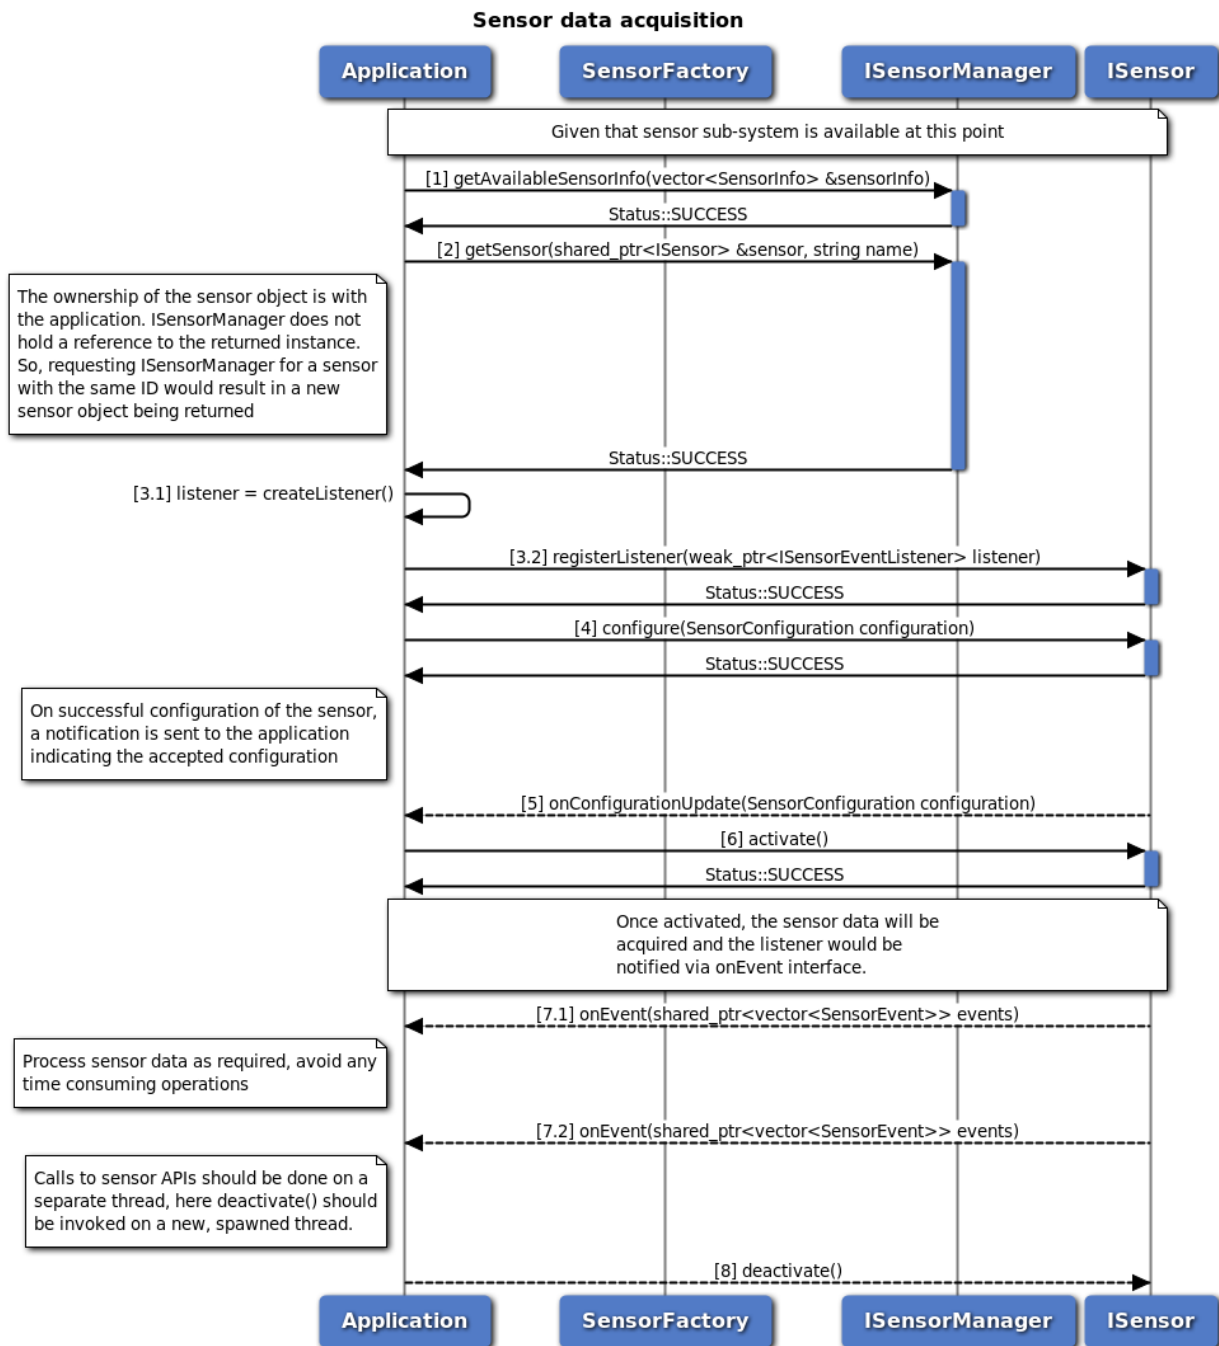 Sensor data acquisition
Application
SensorFactory
ISensorManager
ISensor
Given that sensor sub-system is available at this point
[1] getAvailableSensorInfo(vector<SensorInfo> &sensorInfo)
Status::SUCCESS
[2] getSensor(shared_ptr<ISensor> &sensor, string name)
The ownership of the sensor object is with
the application. ISensorManager does not
hold a reference to the returned instance.
So, requesting ISensorManager for a sensor
with the same ID would result in a new
sensor object being returned
Status::SUCCESS
[3.1] listener = createListener()
[3.2] registerListener(weak_ptr<ISensorEventListener> listener)
Status::SUCCESS
[4] configure(SensorConfiguration configuration)
Status::SUCCESS
On successful configuration of the sensor,
a notification is sent to the application
indicating the accepted configuration
[5] onConfigurationUpdate(SensorConfiguration configuration)
[6] activate()
Status::SUCCESS
Once activated, the sensor data will be
acquired and the listener would be
notified via onEvent interface.
[7.1] onEvent(shared_ptr<vector<SensorEvent>> events)
Process sensor data as required, avoid any
time consuming operations
[7.2] onEvent(shared_ptr<vector<SensorEvent>> events)
Calls to sensor APIs should be done on a
separate thread, here deactivate() should
be invoked on a new, spawned thread.
[8] deactivate()
Application
SensorFactory
ISensorManager
ISensor